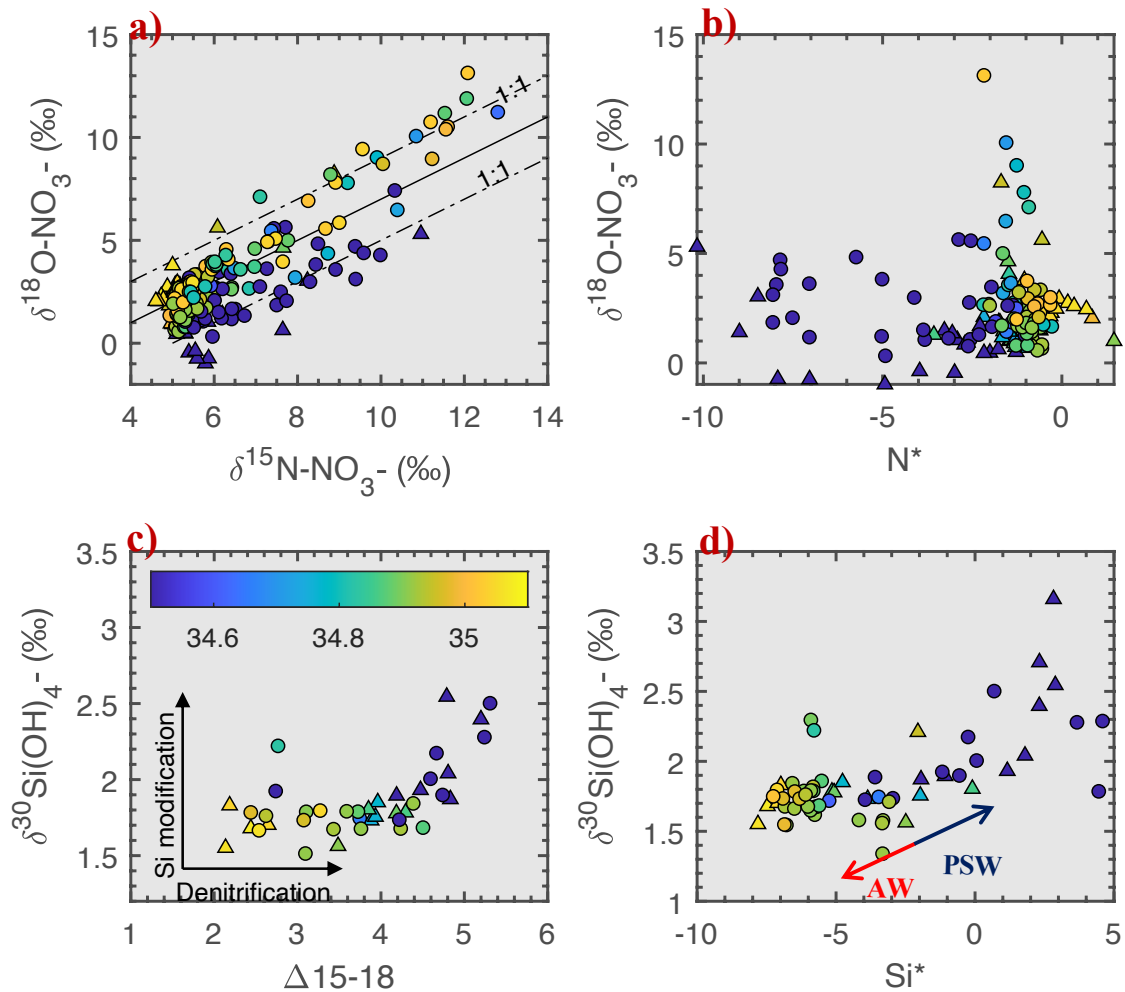 a)
15
10
5
0
δ18O-NO3- (‰)
1:1
1:1
4
6
8
10
12
14
δ15N-NO3- (‰)
b)
15
10
5
0
δ18O-NO3- (‰)
-10
-5
0
N*
c)
3.5
3
2.5
2
1.5
δ30Si(OH)4- (‰)
34.6
34.8
35
Si modification
Denitrification
1
2
3
4
5
6
Δ15-18
d)
3.5
3
2.5
2
1.5
1
δ30Si(OH)4- (‰)
PSW
AW
-10
-5
0
5
Si*